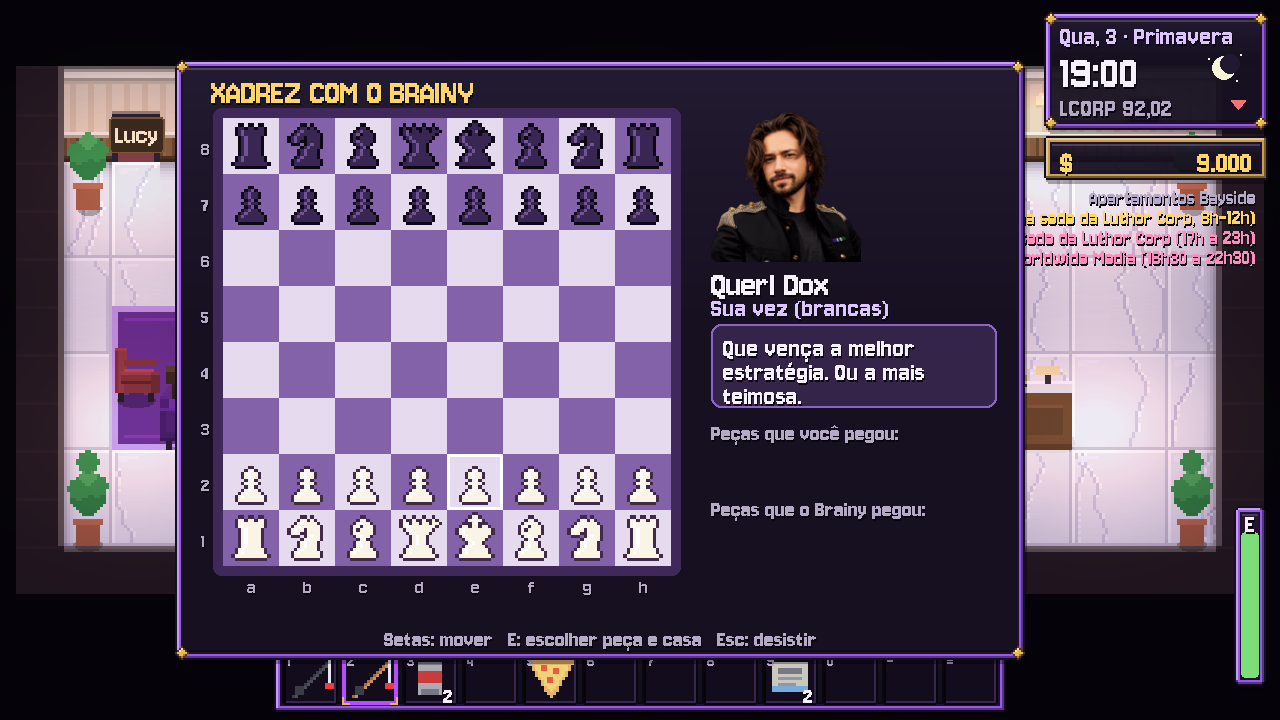 Qua, 3 · Primavera
19:00
LCORP 92,02
$ 9.000
Apartamentos Bayside
a sede da Luthor Corp, 8h-12h)
sede da Luthor Corp (17h a 23h)
orldwide Media (16h30 a 22h30)
Lucy
XADREZ COM O BRAINY
8
7
6
5
4
3
2
1
a b c d e f g h
Querl Dox
Sua vez (brancas)
Que vença a melhor
estratégia. Ou a mais
teimosa.
Peças que você pegou:
Peças que o Brainy pegou:
Setas: mover E: escolher peça e casa Esc: desistir
E
2
2